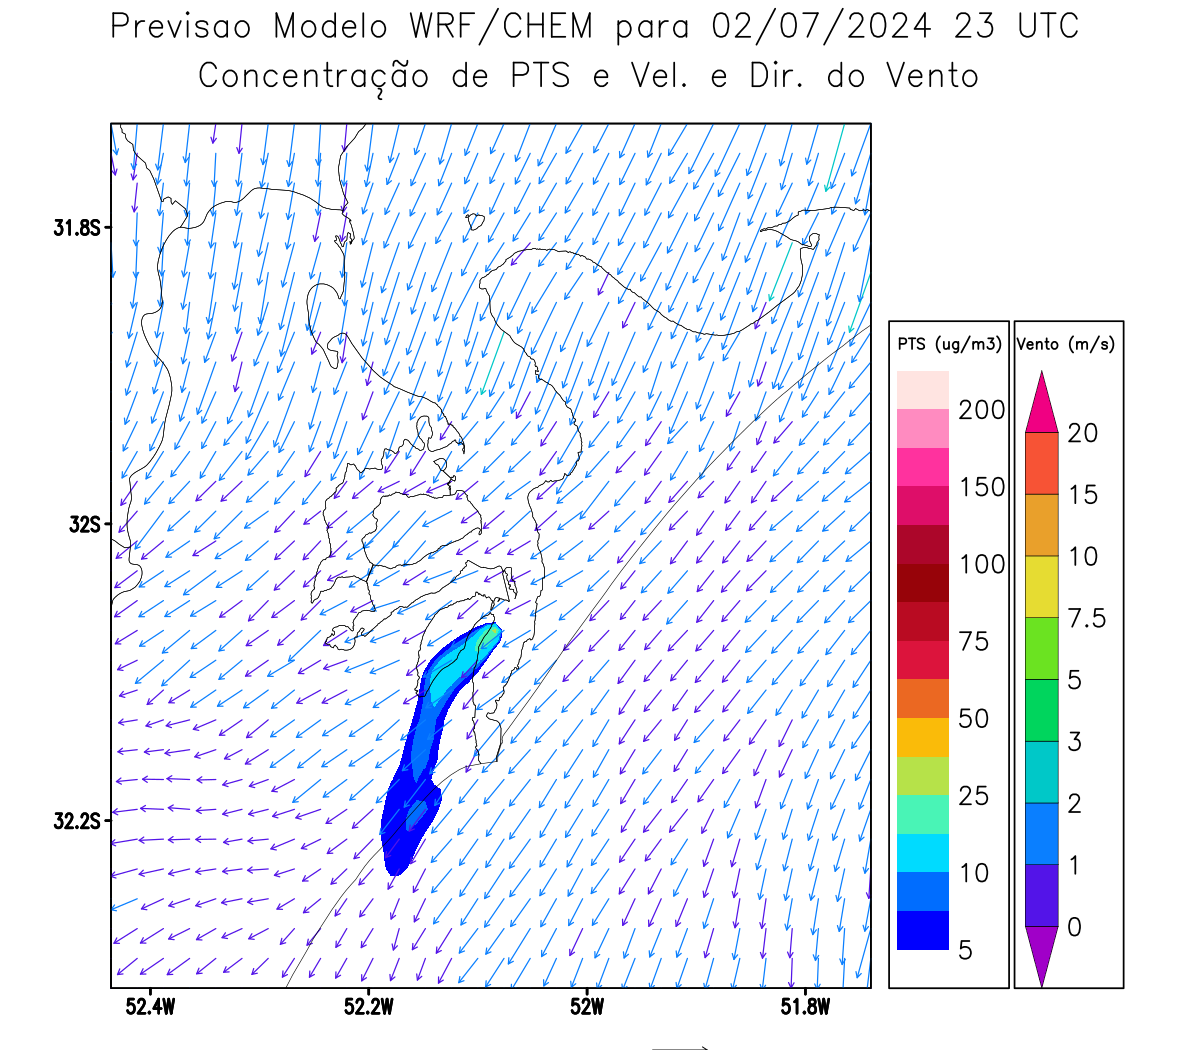 Previsao Modelo WRF/CHEM para 02/07/2024 23 UTC
Concentração de PTS e Vel. e Dir. do Vento
31.8S
32S
32.2S
52.4W
52.2W
52W
51.8W
PTS (ug/m3)
200
150
100
75
50
25
10
5
Vento (m/s)
20
15
10
7.5
5
3
2
1
0